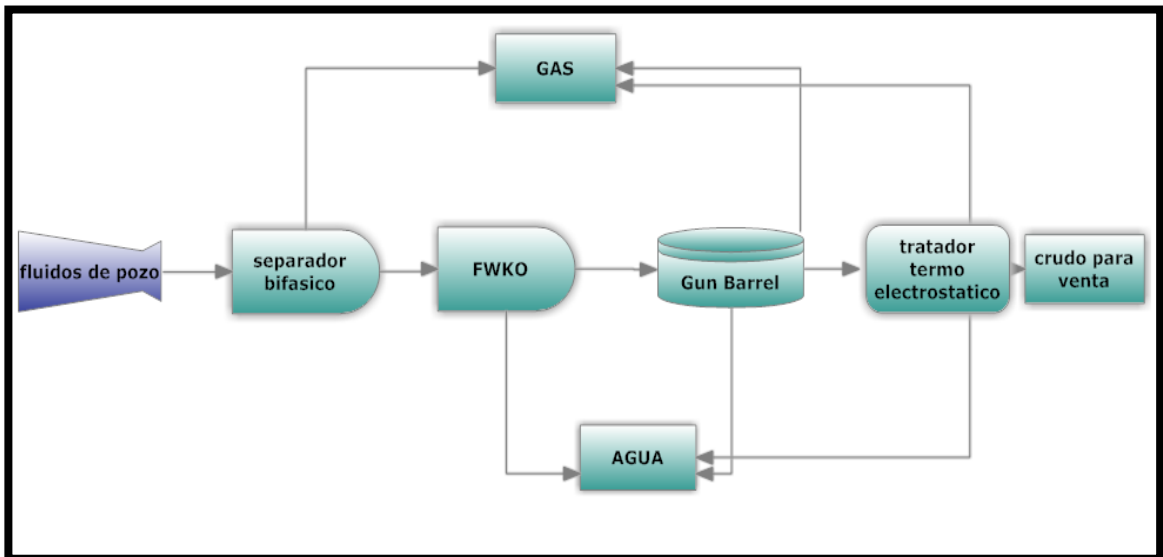 GAS
fluidos de pozo
separador
bifasico
FWKO
Gun Barrel
tratador
termo
electrostatico
crudo para
venta
AGUA